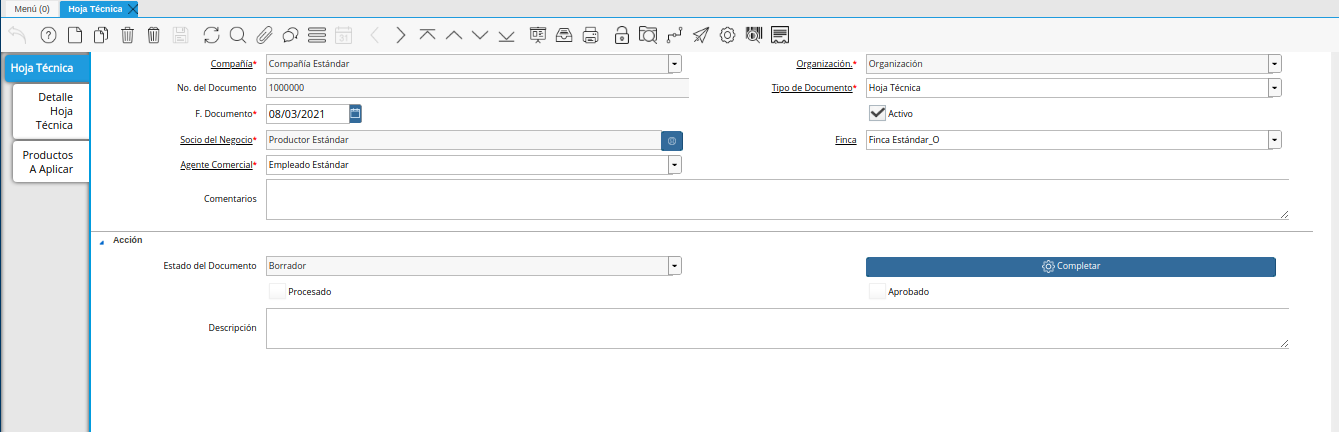 Menú (0) Hoja Técnica
31
Hoja Técnica
Detalle
Hoja
Técnica
Productos
A Aplicar
Compañía* Compañía Estándar Organización.* Organización
No. del Documento 1000000 Tipo de Documento* Hoja Técnica
F. Documento* 08/03/2021 Activo
Socio del Negocio* Productor Estándar Finca Finca Estándar_O
Agente Comercial* Empleado Estándar
Comentarios
Acción
Estado del Documento Borrador Completar
Procesado Aprobado
Descripción